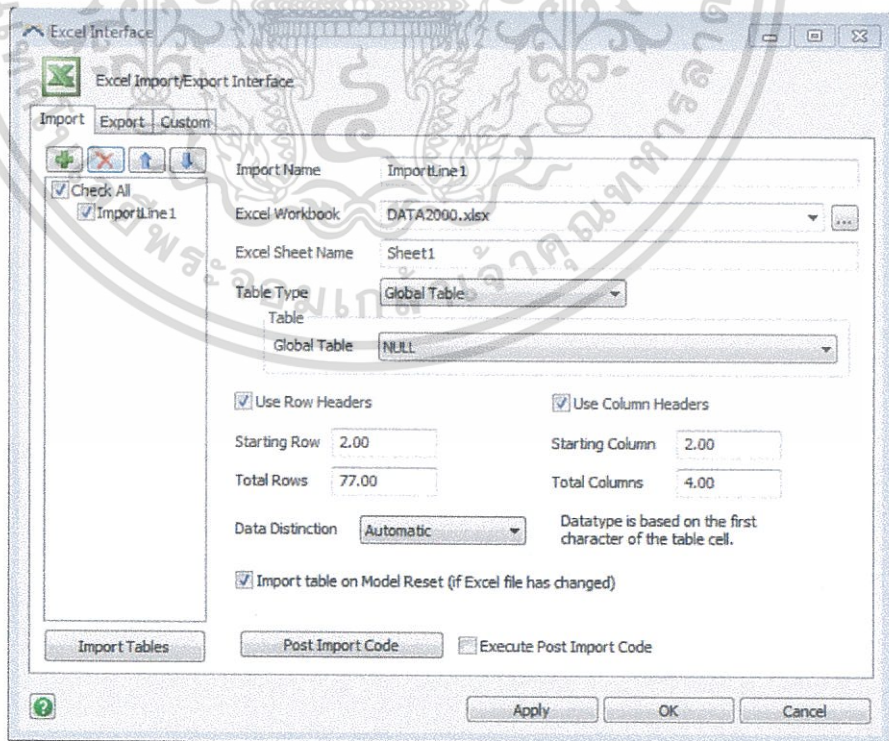 Excel Interface
Excel Import/Export Interface
Import Export Custom
Check All
ImportLine1
Import Name ImportLine1
Excel Workbook DATA2000.xlsx ...
Excel Sheet Name Sheet1
Table Type Global Table
Table
Global Table NULL
Use Row Headers Use Column Headers
Starting Row 2.00 Starting Column 2.00
Total Rows 77.00 Total Columns 4.00
Data Distinction Automatic Datatype is based on the first
character of the table cell.
Import table on Model Reset (if Excel file has changed)
Import Tables Post Import Code Execute Post Import Code
Apply OK Cancel